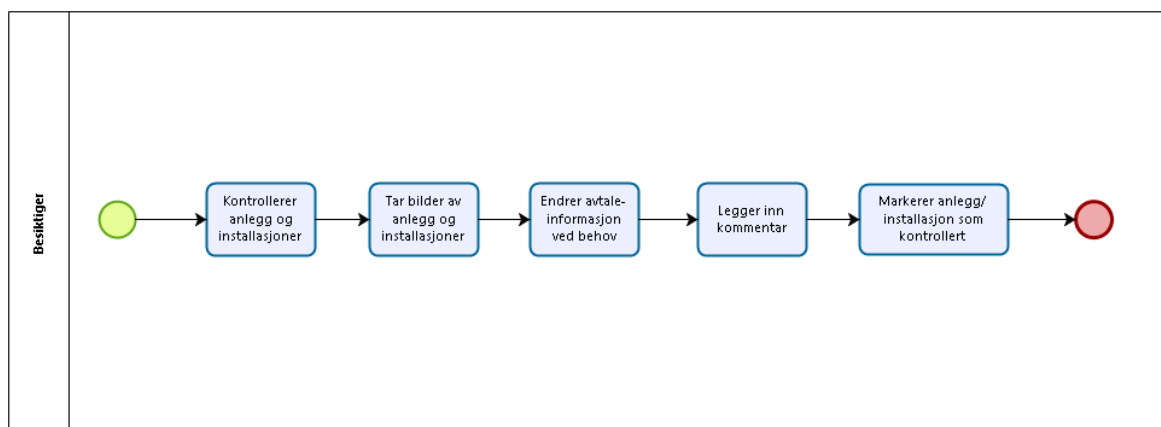 Besiktiger
Kontrollerer
anlegg og
installasjoner
Tar bilder av
anlegg og
installasjoner
Endrer avtale-
informasjon
ved behov
Legger inn
kommentar
Markerer anlegg/
installasjon som
kontrollert